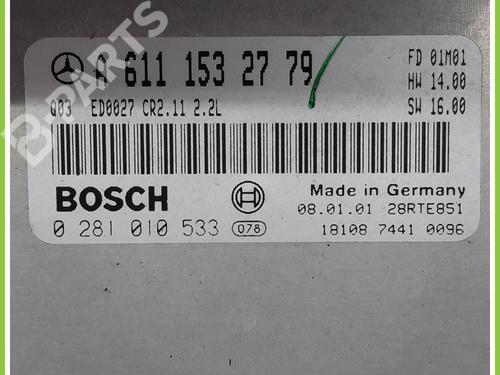 B-PARTS
A 611 153 27 79
FD 01M01
HW 14.00
Q03 ED0027 CR2.11 2.2L
SW 16.00
BOSCH
Made in Germany
08.01.01 28RTE851
0 281 010 533 078
18108 7441 0096